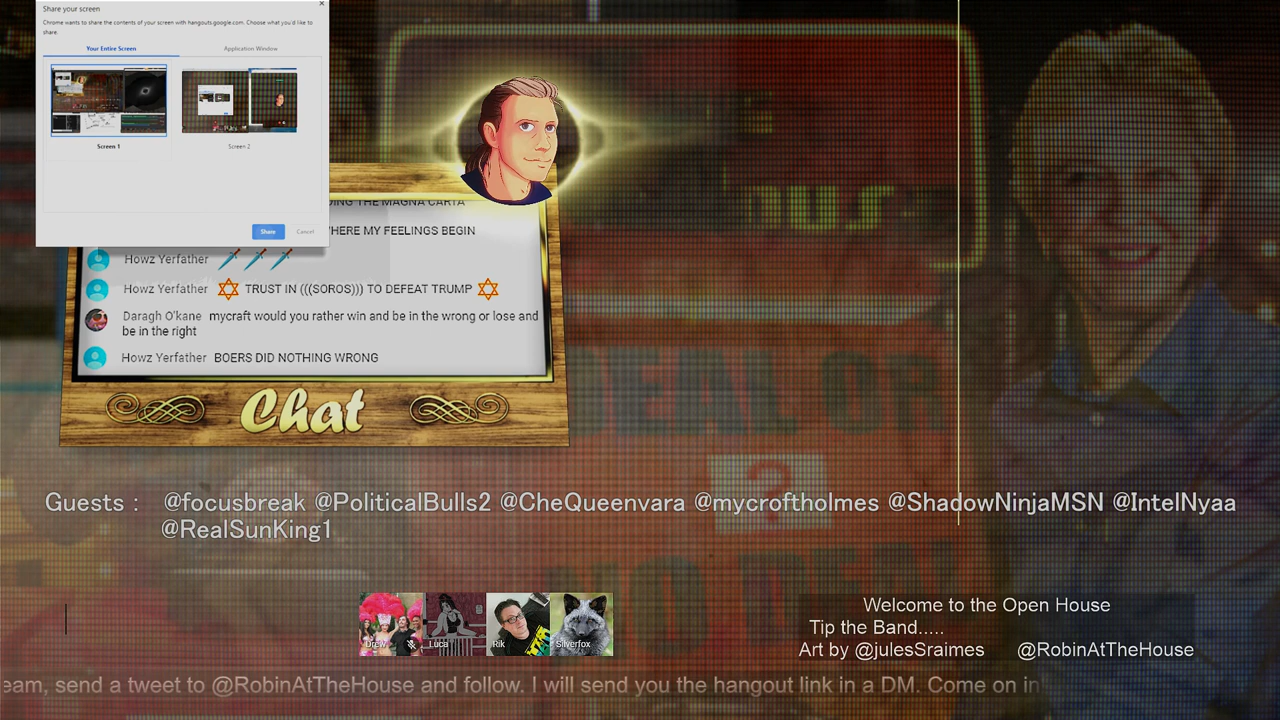 Share your screen
Chrome wants to share the contents of your screen with hangouts.google.com. Choose what you'd like to
share.
Your Entire Screen
Application Window
Screen 1
Screen 2
Share
Cancel
THE MAGNA CARTA
WHERE MY FEELINGS BEGIN
Howz Yerfather
Howz Yerfather TRUST IN (((SOROS))) TO DEFEAT TRUMP
Daragh O'kane mycraft would you rather win and be in the wrong or lose and
be in the right
Howz Yerfather BOERS DID NOTHING WRONG
Chat
DEAL OR
?
NO DEAL
Guests : @focusbreak @PoliticalBulls2 @CheQueenvara @mycroftholmes @ShadowNinjaMSN @IntelNyaa
@RealSunKing1
Drew
Luca
Rik
Silverfox
Welcome to the Open House
Tip the Band.....
Art by @julesSraimes @RobinAtTheHouse
eam, send a tweet to @RobinAtTheHouse and follow. I will send you the hangout link in a DM. Come on in